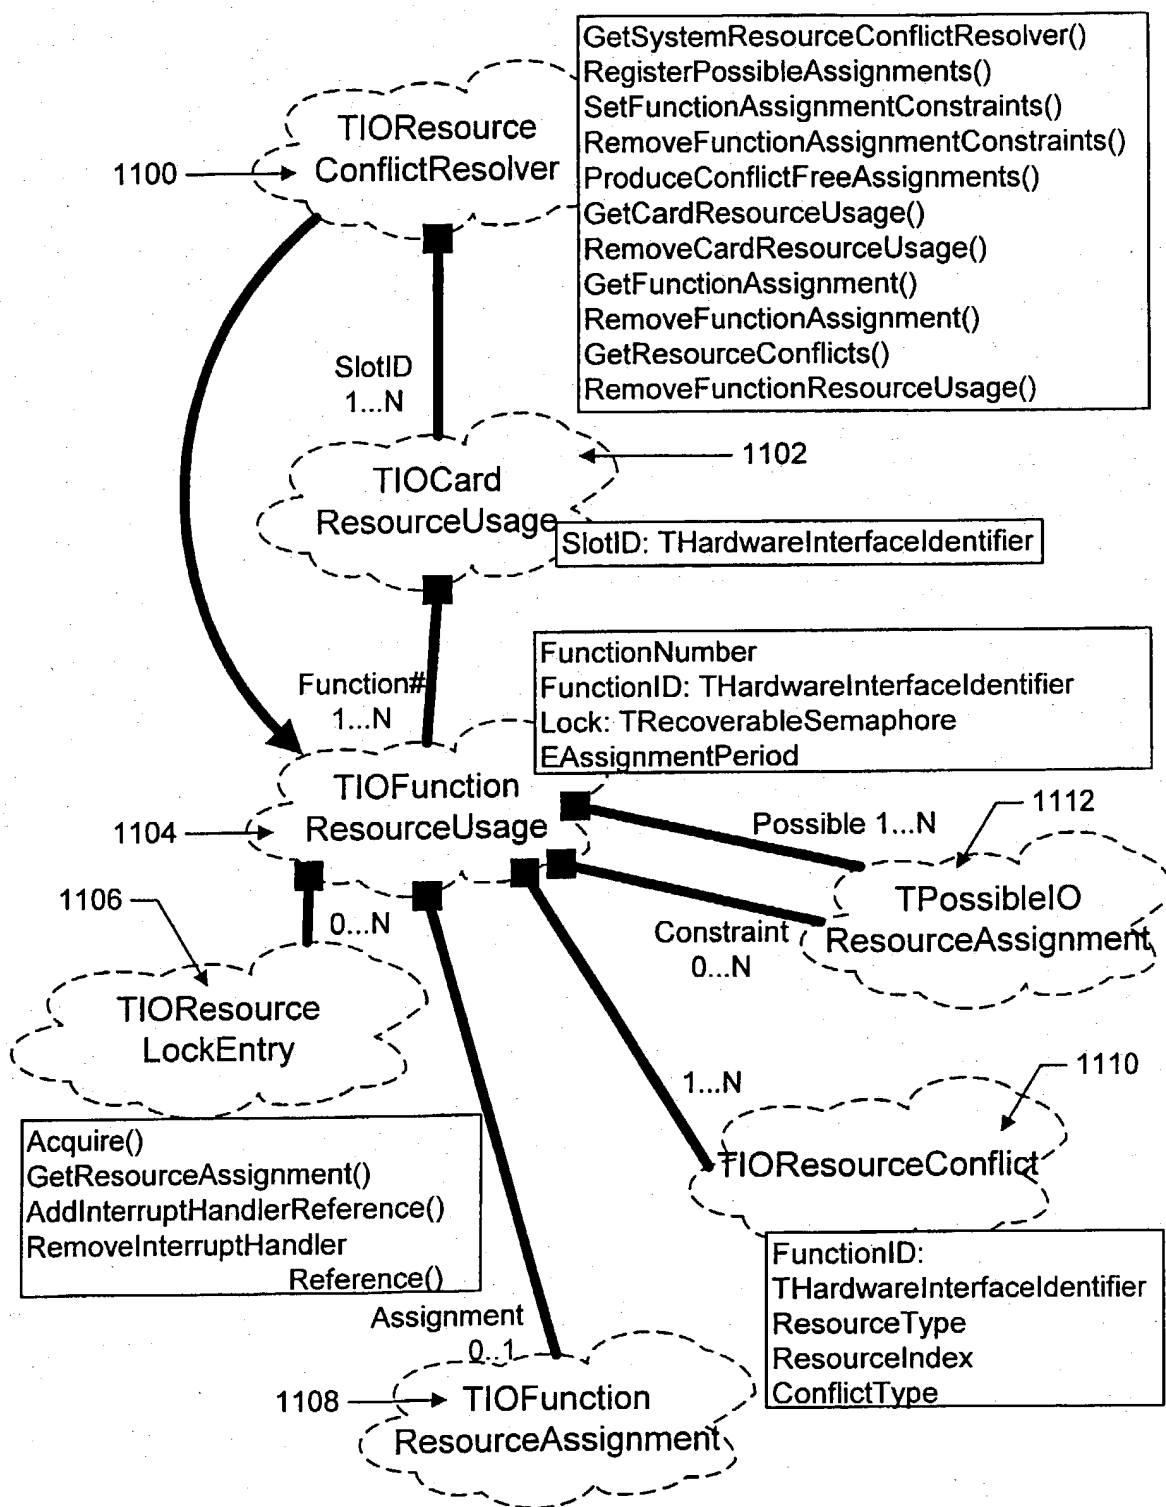 GetSystemResourceConflictResolver()
RegisterPossibleAssignments()
SetFunctionAssignmentConstraints()
RemoveFunctionAssignmentConstraints()
ProduceConflictFreeAssignments()
GetCardResourceUsage()
RemoveCardResourceUsage()
GetFunctionAssignment()
RemoveFunctionAssignment()
GetResourceConflicts()
RemoveFunctionResourceUsage()
TIOResource
ConflictResolver
1100
SlotID
1...N
1102
TIOCard
ResourceUsage
SlotID: THardwareInterfaceIdentifier
Function#
1...N
FunctionNumber
FunctionID: THardwareInterfaceIdentifier
Lock: TRecoverableSemaphore
EAssignmentPeriod
TIOFunction
ResourceUsage
1104
Possible 1...N
1112
TPossibleIO
ResourceAssignment
Constraint
0...N
1106
0...N
TIOResource
LockEntry
Acquire()
GetResourceAssignment()
AddInterruptHandlerReference()
RemoveInterruptHandler
Reference()
1...N
1110
TIOResourceConflict
FunctionID:
THardwareInterfaceIdentifier
ResourceType
ResourceIndex
ConflictType
Assignment
0..1
1108
TIOFunction
ResourceAssignment